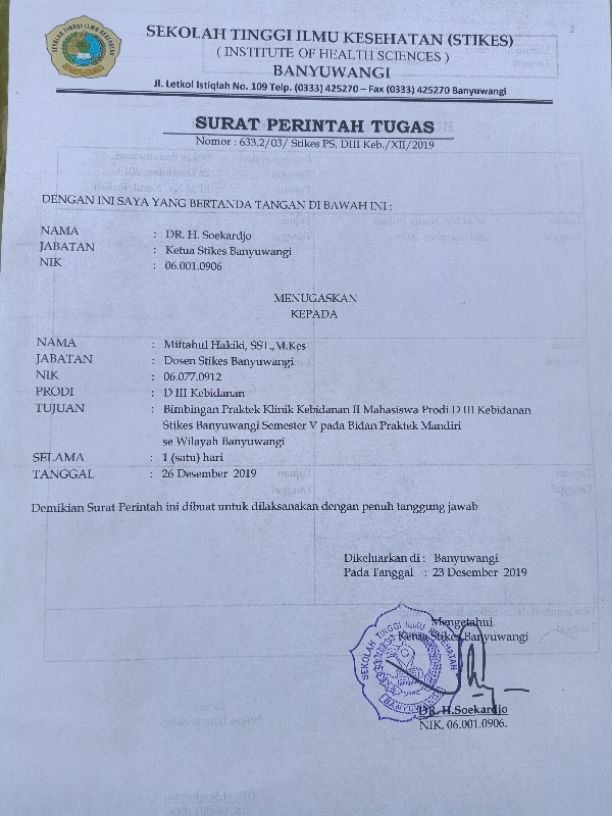 SEKOLAH TINGGI ILMU KESEHATAN (STIKES)
( INSTITUTE OF HEALTH SCIENCES )
BANYUWANGI
Jl. Letkol Istiqlah No. 109 Telp. (0333) 425270 – Fax (0333) 425270 Banyuwangi
SURAT PERINTAH TUGAS
Nomor : 633.2/03/ Stikes PS. DIII Keb./XII/2019
DENGAN INI SAYA YANG BERTANDA TANGAN DI BAWAH INI :
NAMA : DR. H. Soekardjo
JABATAN : Ketua Stikes Banyuwangi
NIK : 06.001.0906
MENUGASKAN
KEPADA
NAMA : Miftahul Hakiki, SST.,M.Kes
JABATAN : Dosen Stikes Banyuwangi
NIK : 06.077.0912
PRODI : D III Kebidanan
TUJUAN : Bimbingan Praktek Klinik Kebidanan II Mahasiswa Prodi D III Kebidanan
Stikes Banyuwangi Semester V pada Bidan Praktek Mandiri
se Wilayah Banyuwangi
SELAMA : 1 (satu) hari
TANGGAL : 26 Desember 2019
Demikian Surat Perintah ini dibuat untuk dilaksanakan dengan penuh tanggung jawab
Dikeluarkan di : Banyuwangi
Pada Tanggal : 23 Desember 2019
Mengetahui
Ketua Stikes Banyuwangi
SEKOLAH TINGGI ILMU KESEHATAN
BANYUWANGI
DR. H.Soekardjo
NIK. 06.001.0906.